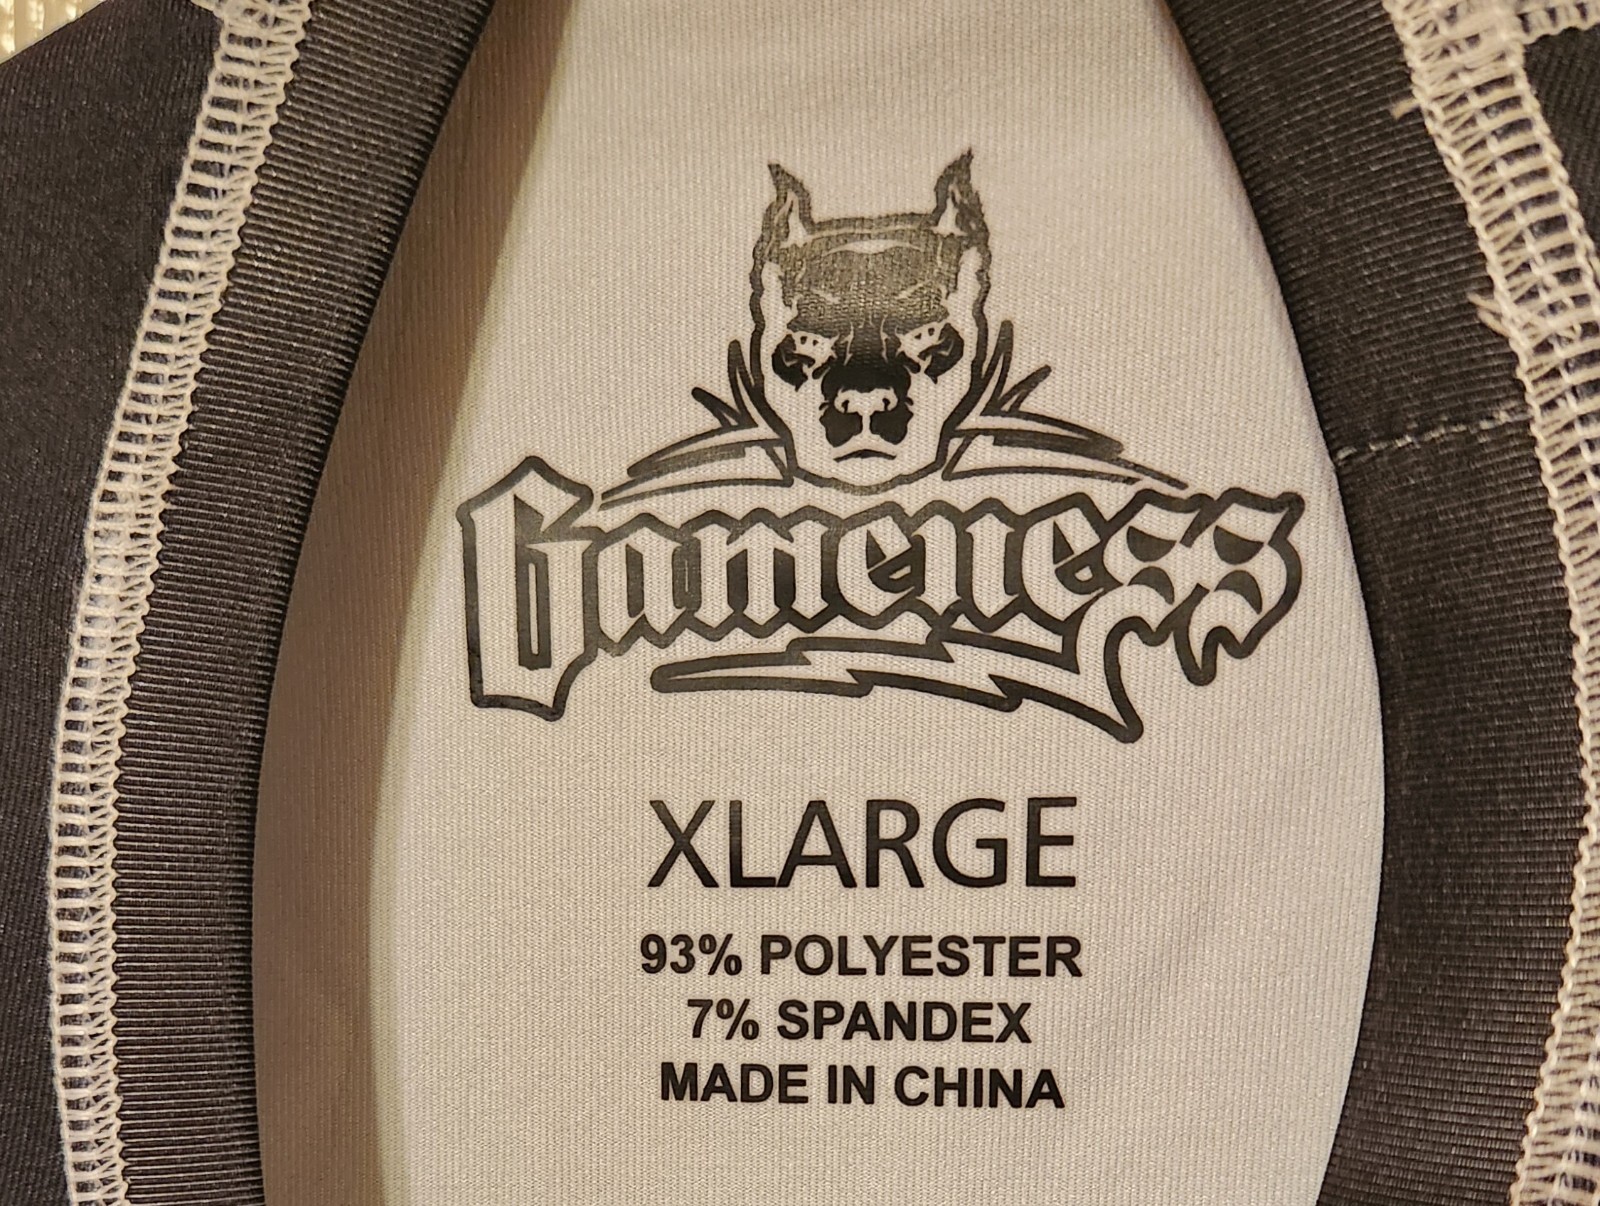 Gameness
XLARGE
93% POLYESTER
7% SPANDEX
MADE IN CHINA